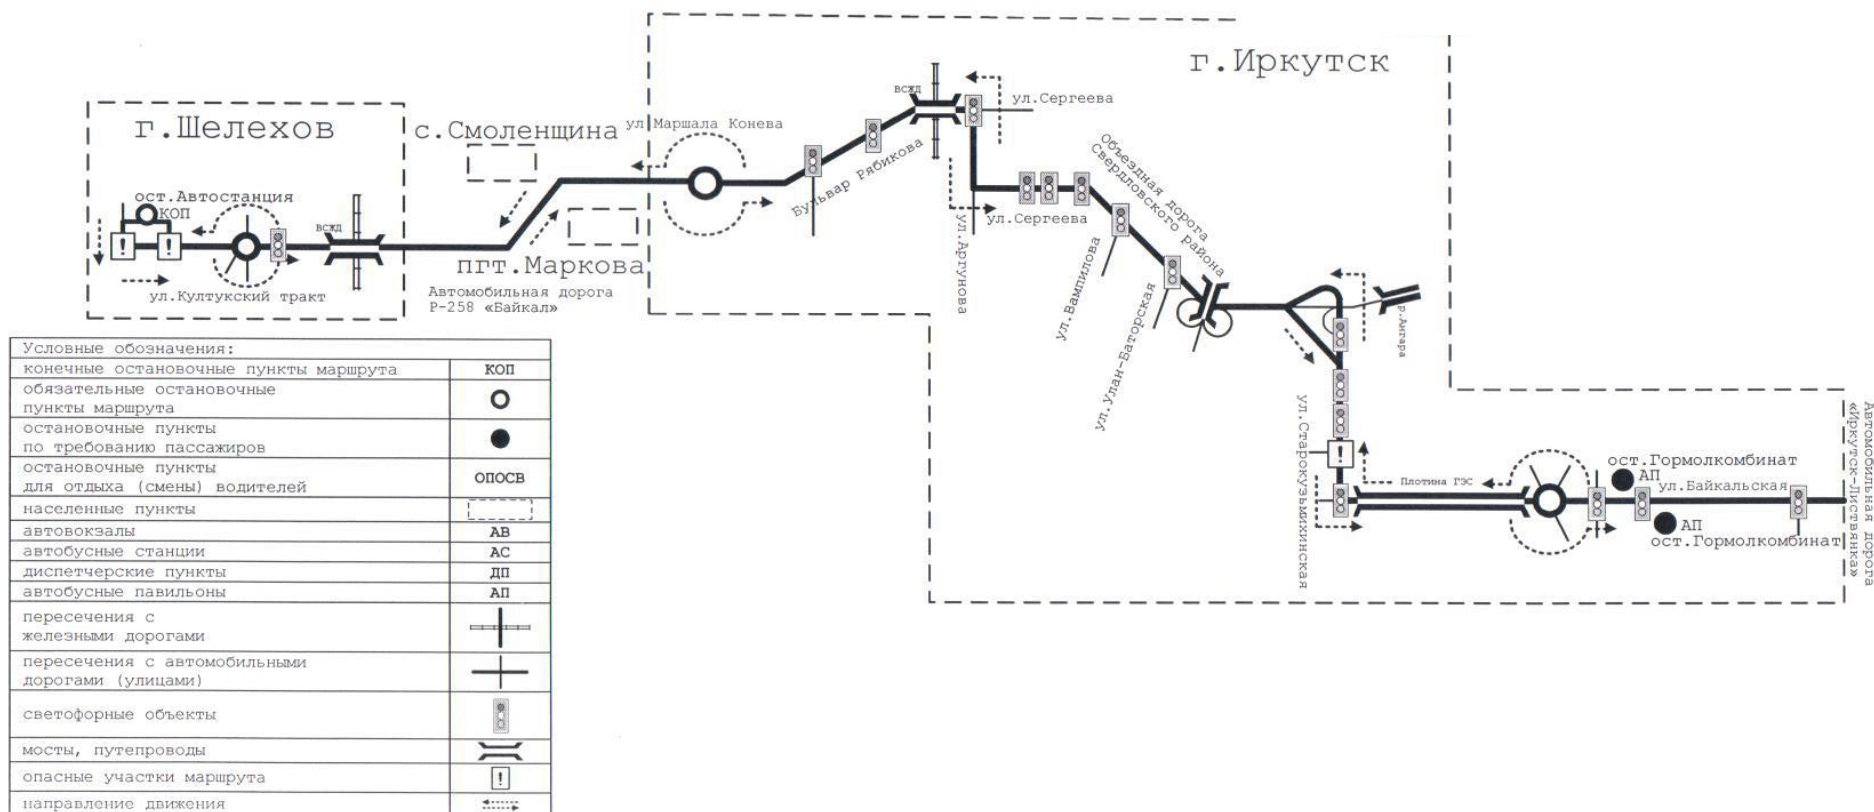 г.Иркутск
г.Шелехов
с.Смоленщина
ул Маршала Конева
ВСЖД
ул.Сергеева
Бульвар Рябикова
Объездная дорога
Свердловского района
ост.Автостанция
КОП
ВСЖД
ул.Култукский тракт
пгт.Маркова
Автомобильная дорога
Р-258 «Байкал»
ул.Сергеева
ул.Аргунова
ул.Вампилова
ул.Улан-Баторская
р.Ангара
ул.Старокузьмихинская
Плотина ГЭС
ост.Гормолкомбинат
АП
ул.Байкальская
АП
ост.Гормолкомбинат
Автомобильная дорога
«Иркутск-Листвянка»
!
!
!
Условные обозначения:
конечные остановочные пункты маршрута КОП
обязательные остановочные
пункты маршрута
остановочные пункты
по требованию пассажиров
остановочные пункты
для отдыха (смены) водителей ОПОСВ
населенные пункты
автовокзалы АВ
автобусные станции АС
диспетчерские пункты ДП
автобусные павильоны АП
пересечения с
железными дорогами
пересечения с автомобильными
дорогами (улицами)
светофорные объекты
мосты, путепроводы
опасные участки маршрута !
направление движения